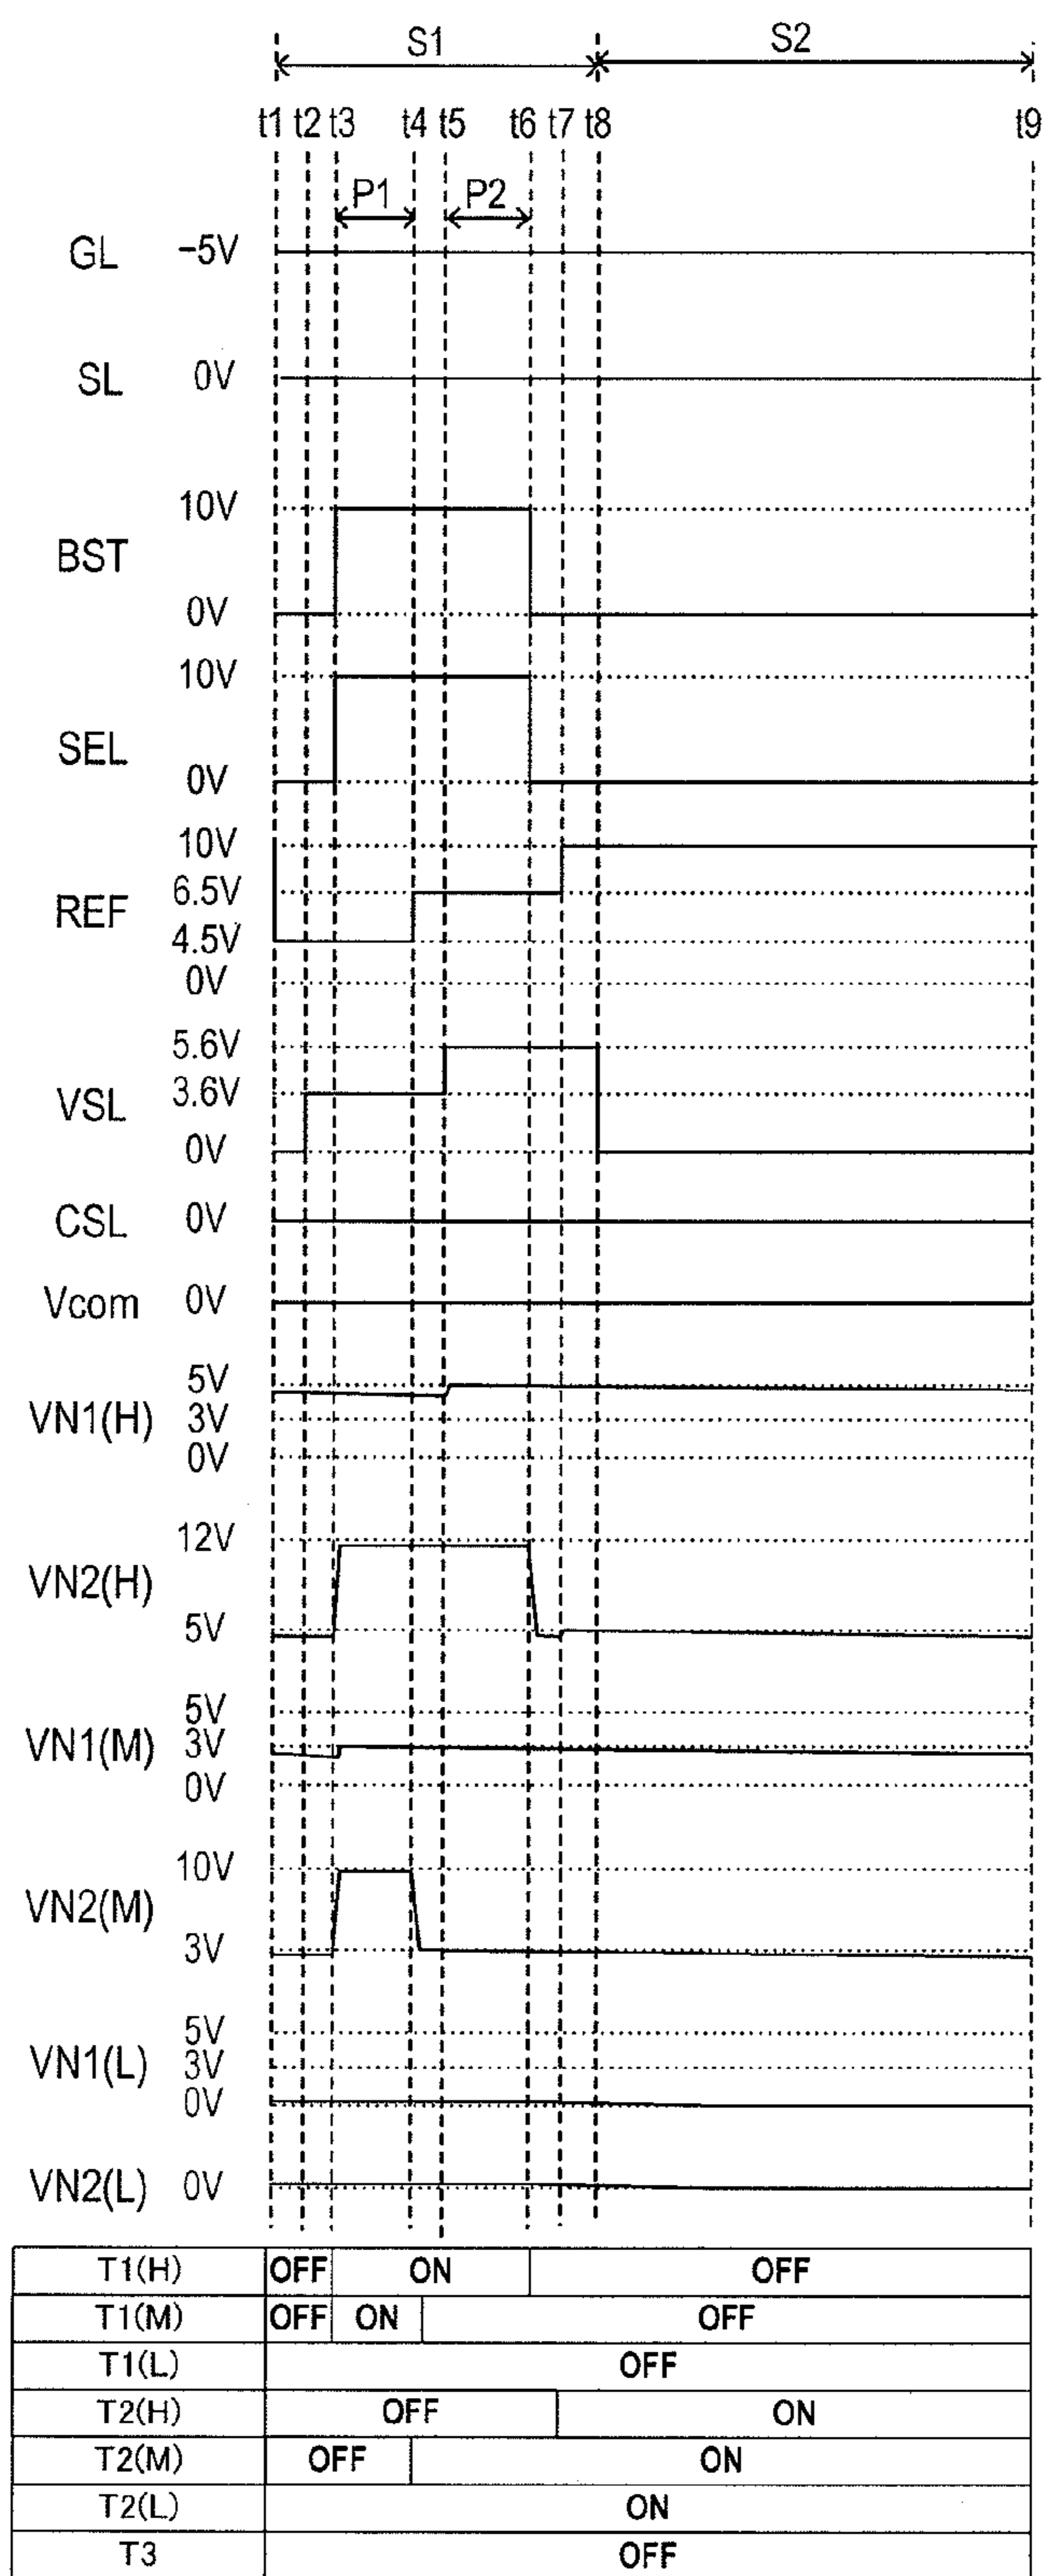 S1 S2
t1 t2 t3 t4 t5 t6 t7 t8 t9
P1 P2
GL −5V
SL 0V
10V
BST
0V
10V
SEL
0V
10V
6.5V
REF
4.5V
0V
5.6V
3.6V
VSL
0V
CSL 0V
Vcom 0V
5V
VN1(H) 3V
0V
12V
VN2(H)
5V
5V
VN1(M) 3V
0V
10V
VN2(M)
3V
5V
VN1(L) 3V
0V
VN2(L) 0V
T1(H) OFF ON OFF
T1(M) OFF ON OFF
T1(L) OFF
T2(H) OFF ON
T2(M) OFF ON
T2(L) ON
T3 OFF